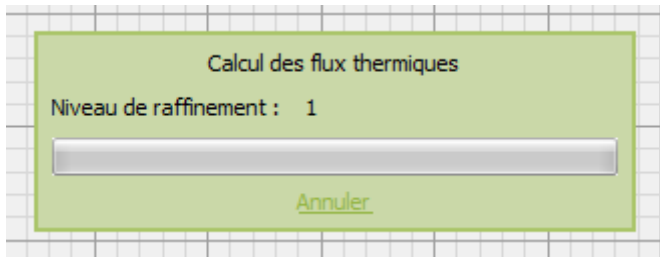 Calcul des flux thermiques
Niveau de raffinement : 1
Annuler